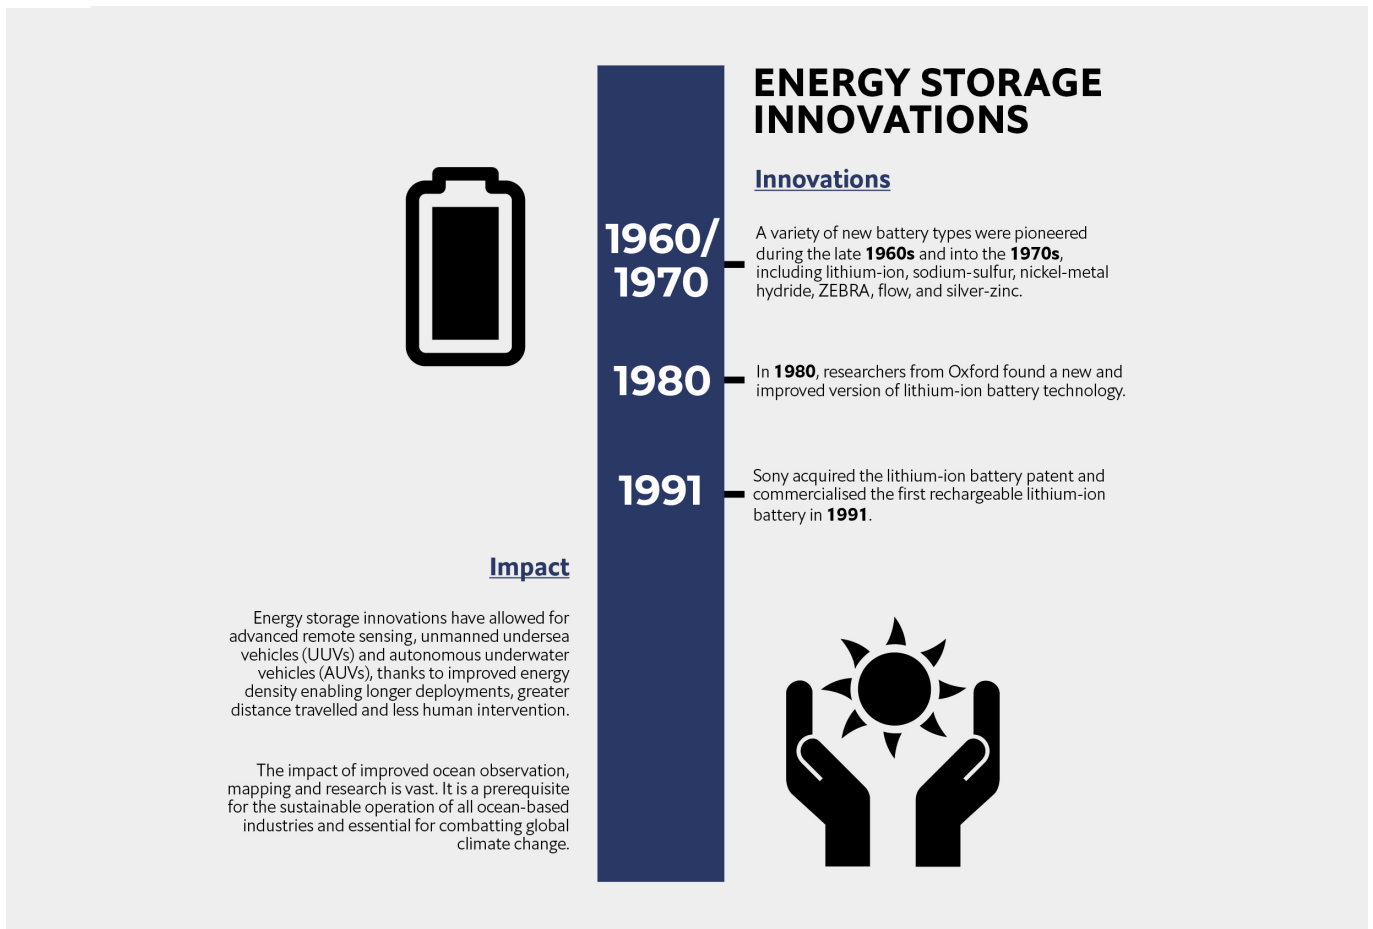 ENERGY STORAGE
INNOVATIONS
Innovations
1960/
1970
A variety of new battery types were pioneered
during the late 1960s and into the 1970s,
including lithium-ion, sodium-sulfur, nickel-metal
hydride, ZEBRA, flow, and silver-zinc.
1980
In 1980, researchers from Oxford found a new and
improved version of lithium-ion battery technology.
1991
Sony acquired the lithium-ion battery patent and
commercialised the first rechargeable lithium-ion
battery in 1991.
Impact
Energy storage innovations have allowed for
advanced remote sensing, unmanned undersea
vehicles (UUVs) and autonomous underwater
vehicles (AUVs), thanks to improved energy
density enabling longer deployments, greater
distance travelled and less human intervention.
The impact of improved ocean observation,
mapping and research is vast. It is a prerequisite
for the sustainable operation of all ocean-based
industries and essential for combatting global
climate change.